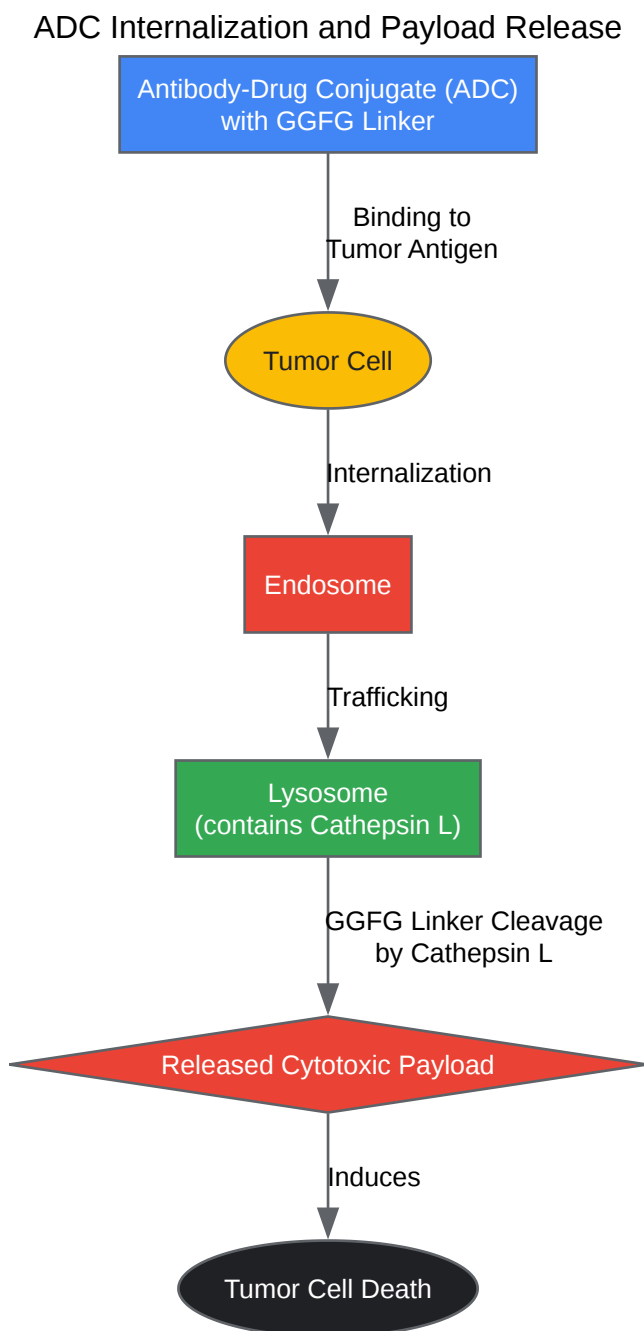 ADC Internalization and Payload Release
Antibody-Drug Conjugate (ADC)
with GGFG Linker
Binding to
Tumor Antigen
Tumor Cell
Internalization
Endosome
Trafficking
Lysosome
(contains Cathepsin L)
GGFG Linker Cleavage
by Cathepsin L
Released Cytotoxic Payload
Induces
Tumor Cell Death